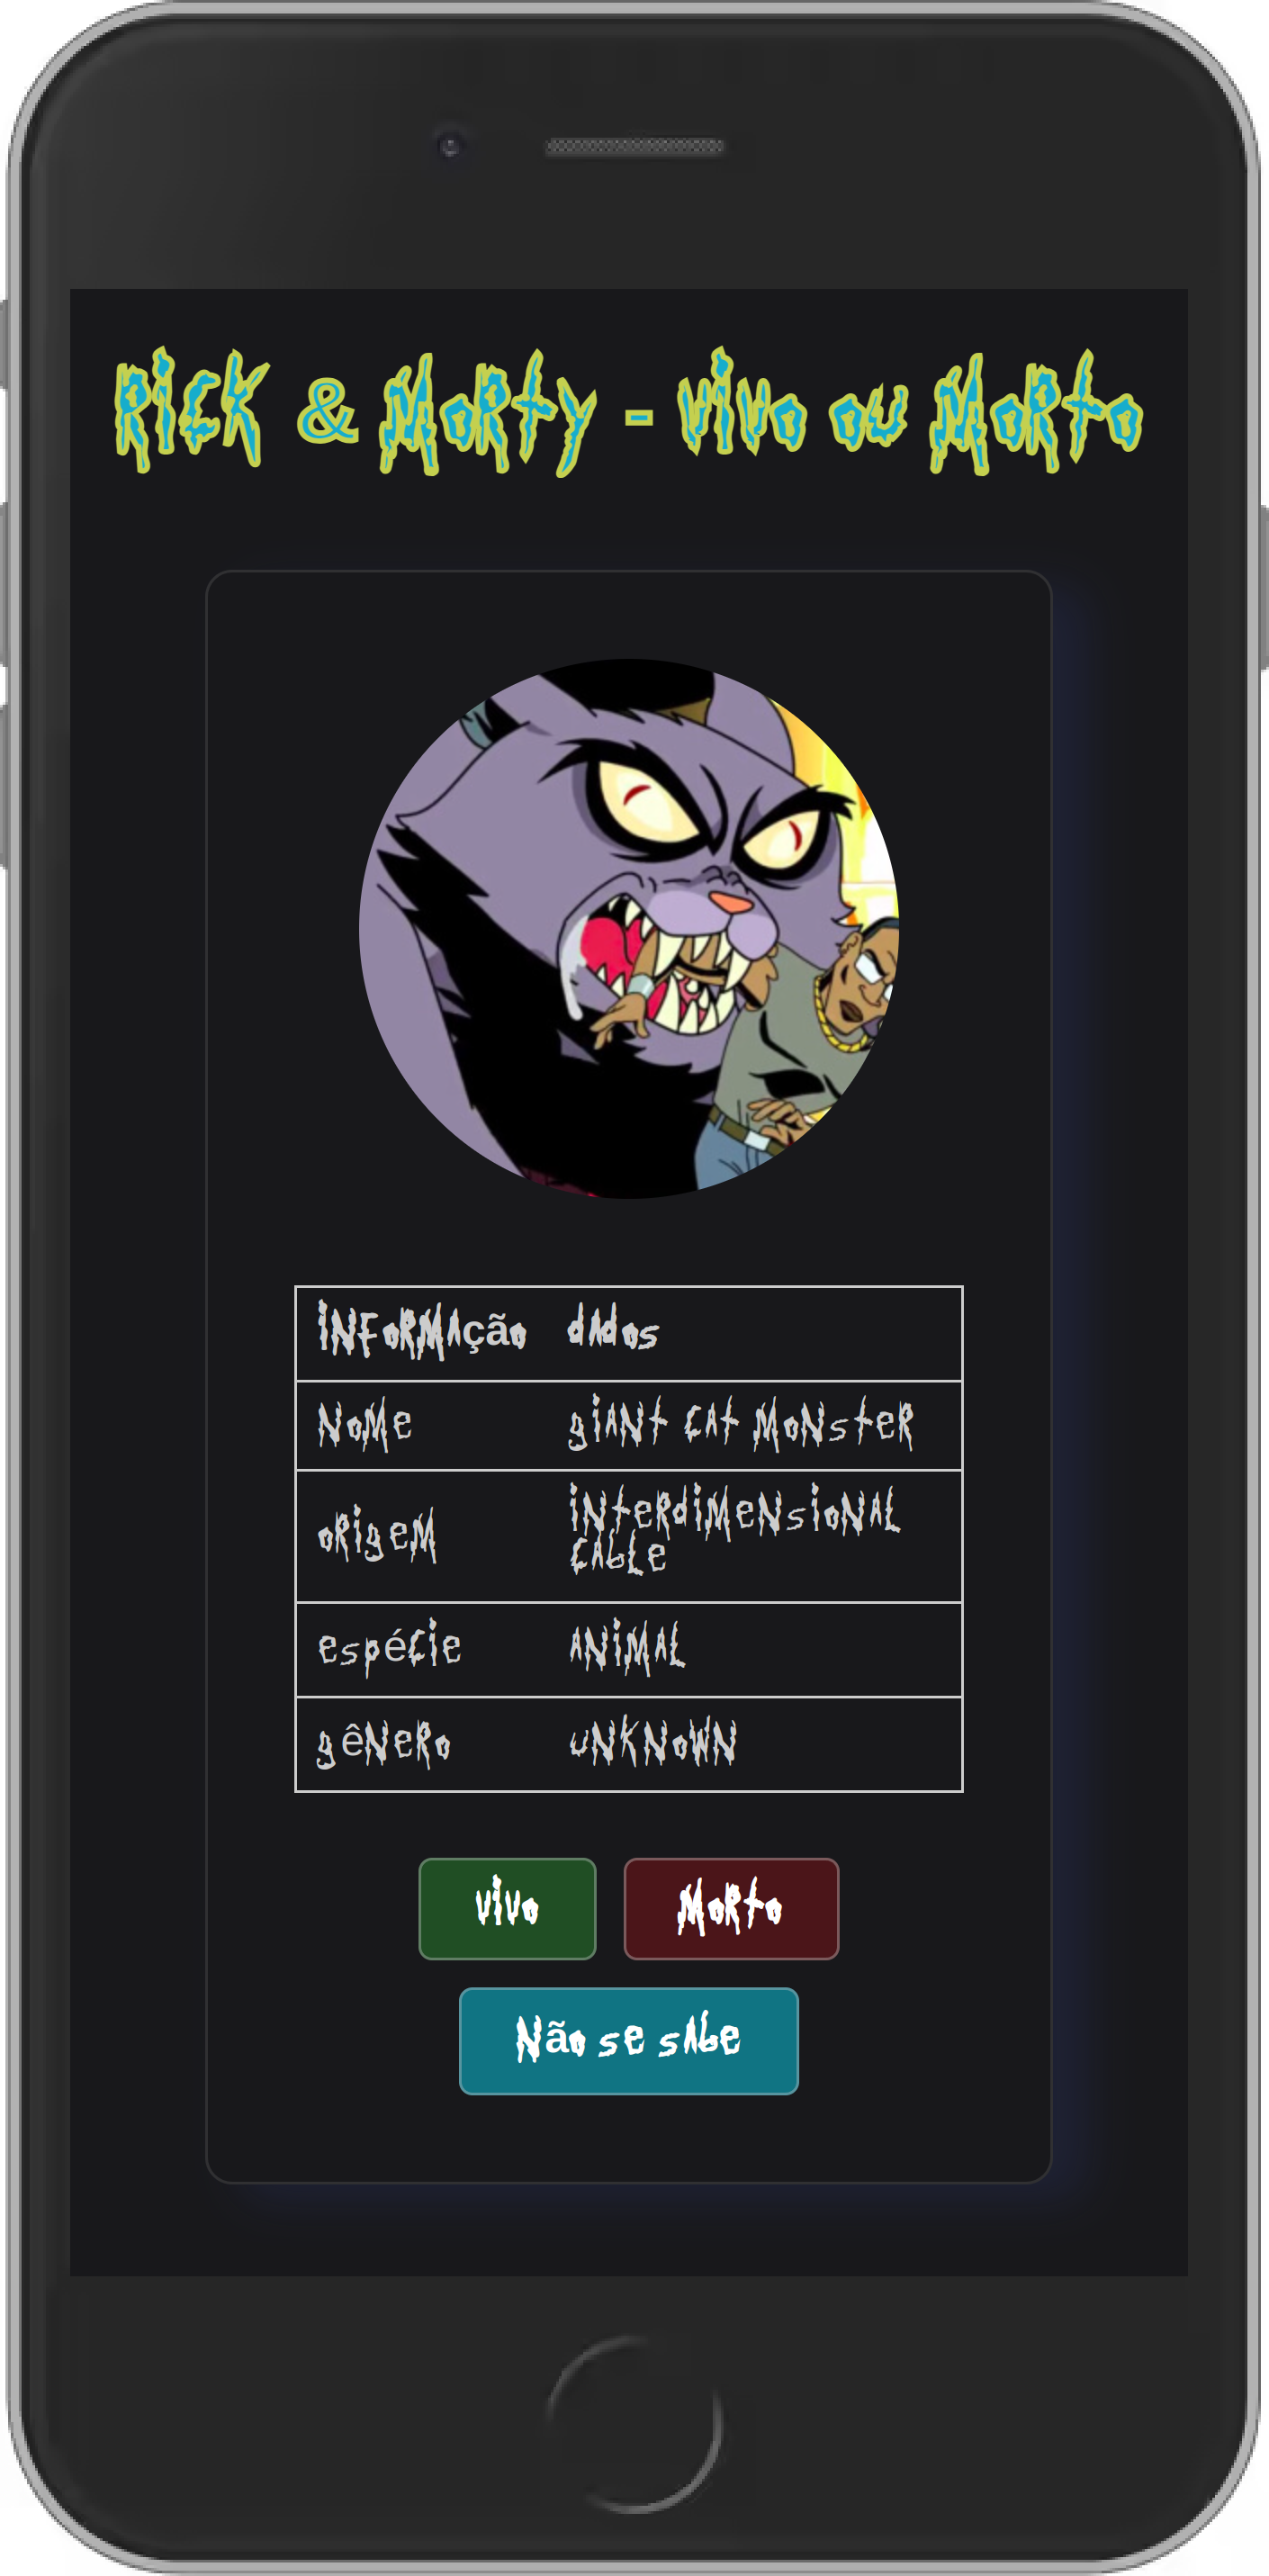 Rick & Morty - Vivo ou Morto
Informação Dados
Nome Giant Cat Monster
Origem Interdimensional
Cable
Espécie Animal
Gênero unknown
Vivo Morto
Não se sabe